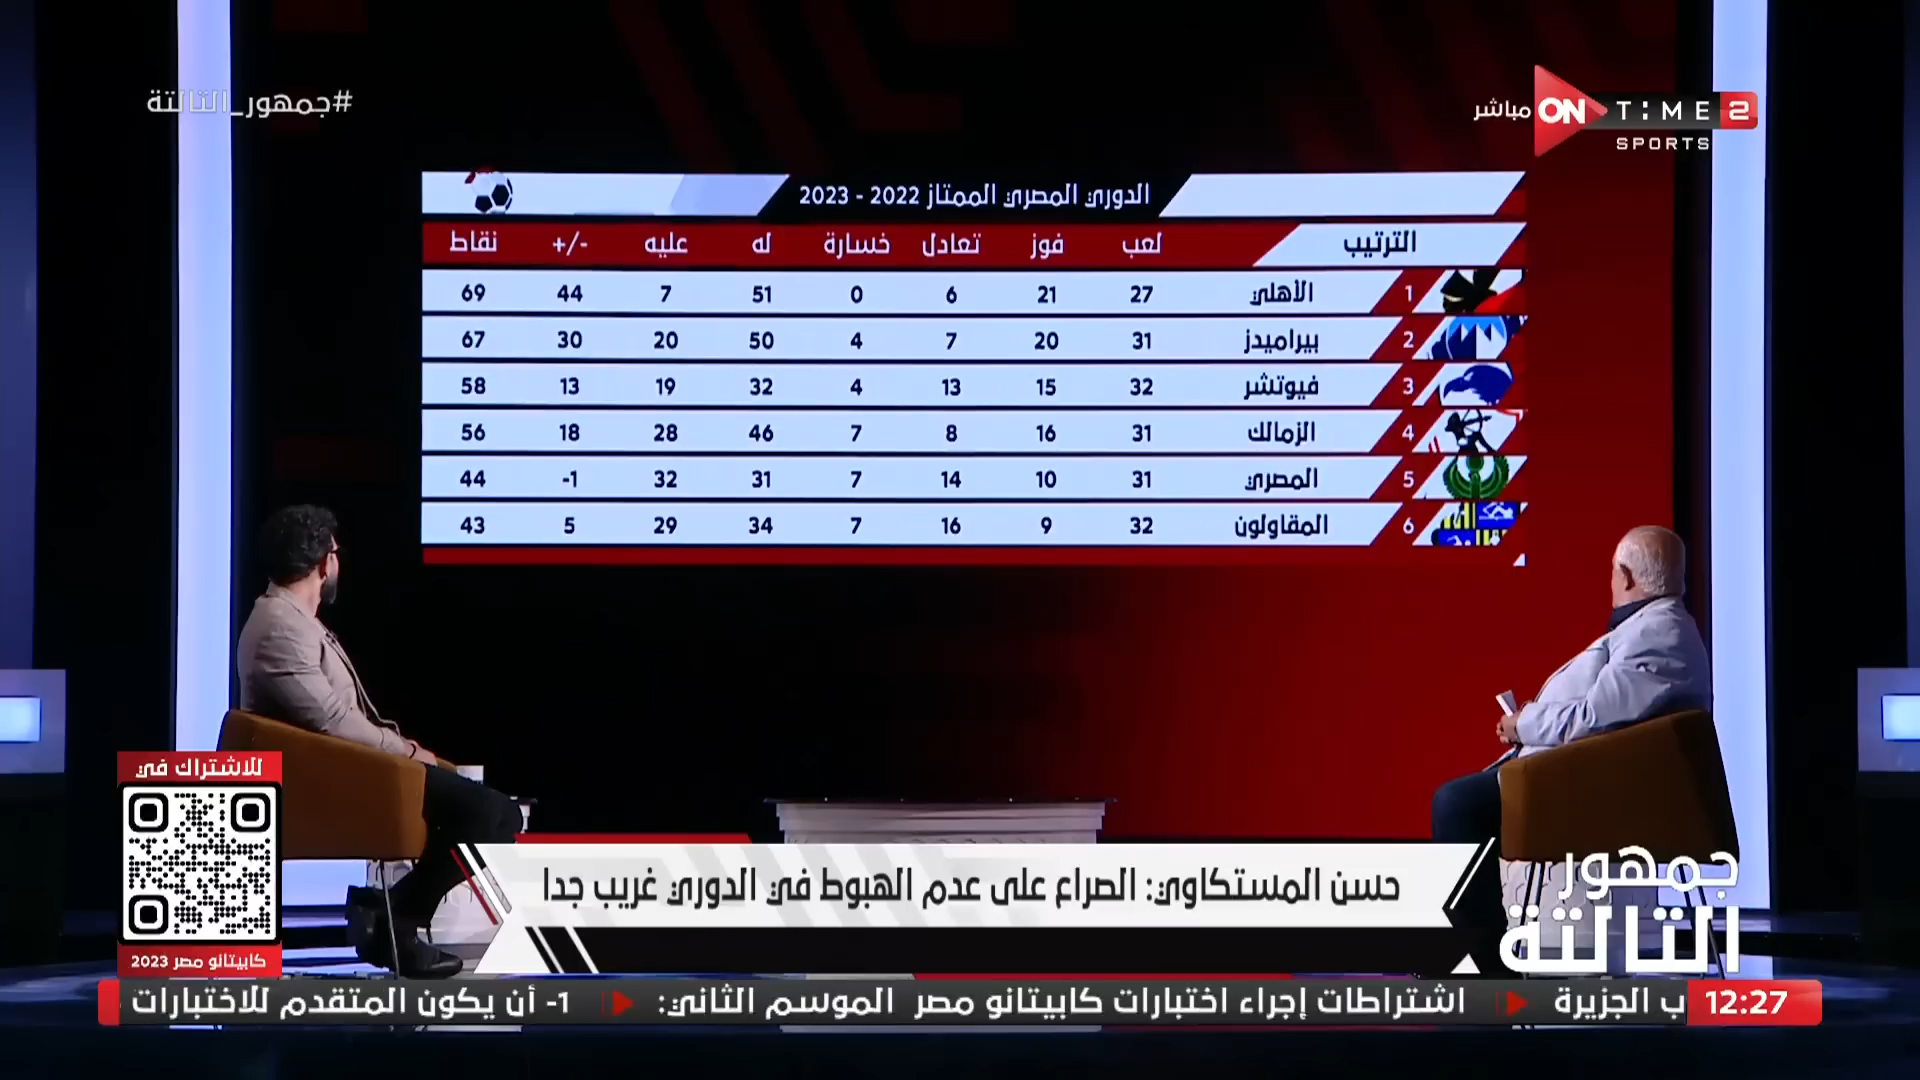 #جمهور_التالتة
مباشر ON TIME 2
SPORTS
الدوري المصري الممتاز 2022 - 2023
الترتيب لعب فوز تعادل خسارة له عليه +/- نقاط
1 الأهلي 27 21 6 0 51 7 44 69
2 بيراميدز 31 20 7 4 50 20 30 67
3 فيوتشر 32 15 13 4 32 19 13 58
4 الزمالك 31 16 8 7 46 28 18 56
5 المصري 31 10 14 7 31 32 -1 44
6 المقاولون 32 9 16 7 34 29 5 43
للاشتراك في
كابيتانو مصر 2023
حسن المستكاوي: الصراع على عدم الهبوط في الدوري غريب جدا
جمهور
التالتة
12:27 ب الجزيرة اشتراطات إجراء اختبارات كابيتانو مصر الموسم الثاني: 1- أن يكون المتقدم للاختبارات